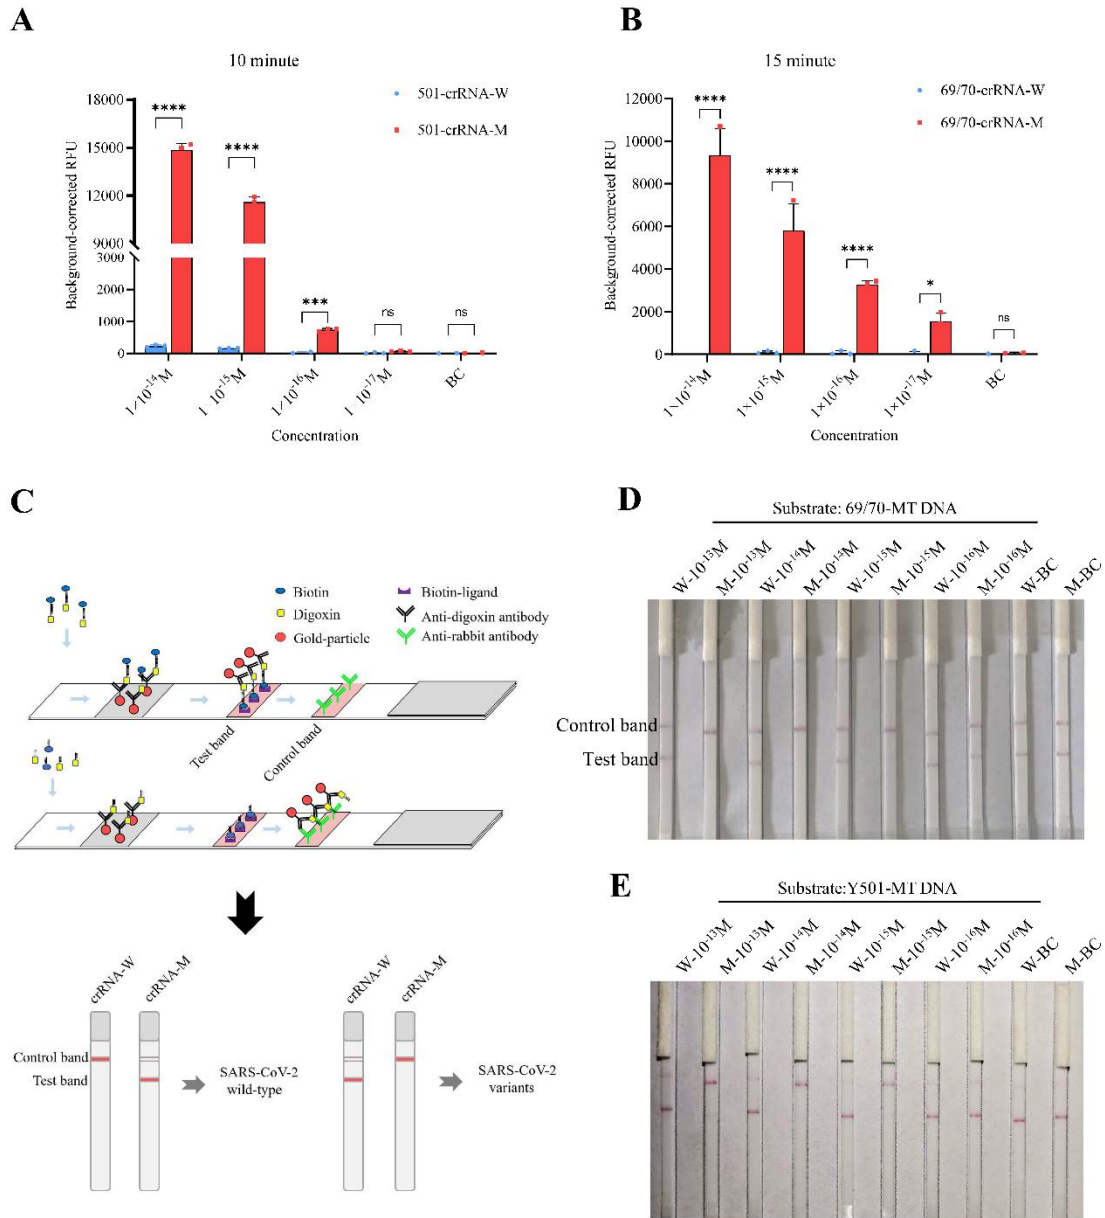 A
10 minute
501-crRNA-W
501-crRNA-M
Background-corrected RFU
18000
15000
12000
9000
3000
2000
1000
0
****
****
***
ns
ns
1×10⁻¹⁴M
1 10⁻¹⁵M
1×10⁻¹⁶M
1 10⁻¹⁷M
BC
Concentration
B
15 minute
69/70-crRNA-W
69/70-crRNA-M
Background-corrected RFU
12000
10000
8000
6000
4000
2000
0
****
****
****
*
ns
1×10⁻¹⁴M
1×10⁻¹⁵M
1×10⁻¹⁶M
1×10⁻¹⁷M
BC
Concentration
C
Biotin
Digoxin
Gold-particle
Biotin-ligand
Anti-digoxin antibody
Anti-rabbit antibody
Test band
Control band
crRNA-W
crRNA-M
crRNA-W
crRNA-M
Control band
Test band
SARS-CoV-2
wild-type
SARS-CoV-2
variants
D
Substrate: 69/70-MT DNA
W-10⁻¹³M
M-10⁻¹³M
W-10⁻¹⁴M
M-10⁻¹⁴M
W-10⁻¹⁵M
M-10⁻¹⁵M
W-10⁻¹⁶M
M-10⁻¹⁶M
W-BC
M-BC
Control band
Test band
E
Substrate:Y501-MT DNA
W-10⁻¹³M
M-10⁻¹³M
W-10⁻¹⁴M
M-10⁻¹⁴M
W-10⁻¹⁵M
M-10⁻¹⁵M
W-10⁻¹⁶M
M-10⁻¹⁶M
W-BC
M-BC